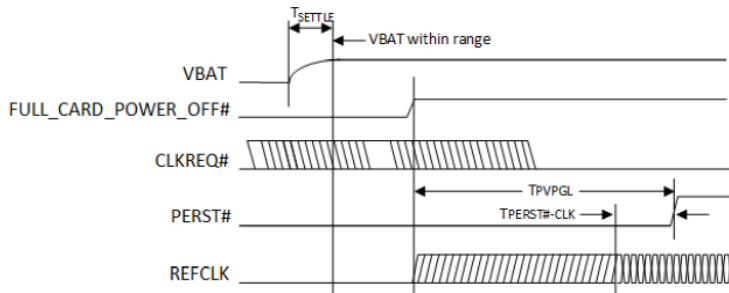 TSETTLE
VBAT within range
VBAT
FULL_CARD_POWER_OFF#
CLKREQ#
TPVPGL
PERST#
TPERST#-CLK
REFCLK